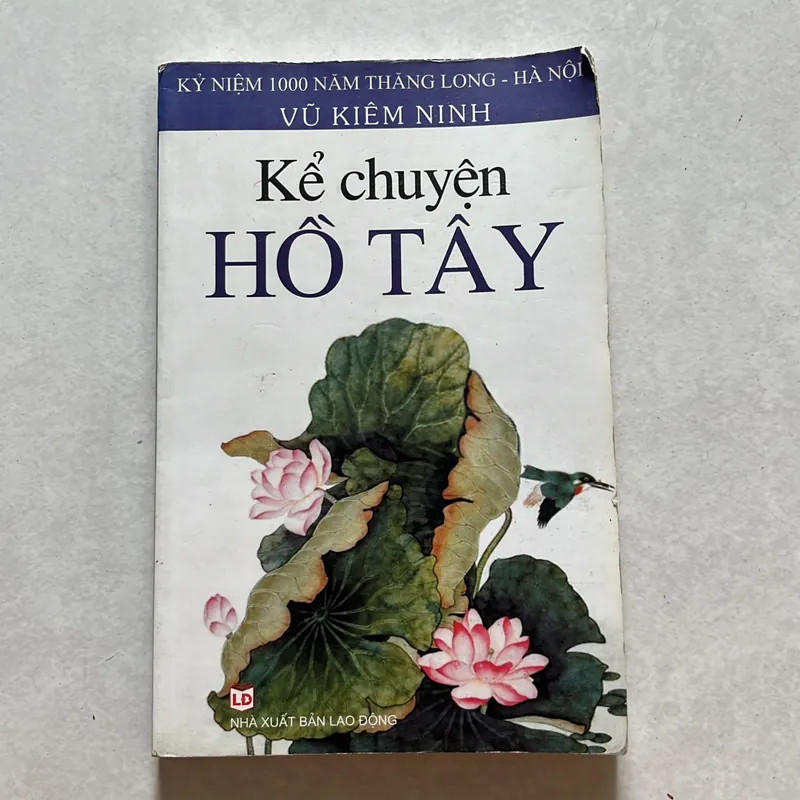 KỶ NIỆM 1000 NĂM THĂNG LONG - HÀ NỘI
VŨ KIÊM NINH
Kể chuyện
HỒ TÂY
LĐ
NHÀ XUẤT BẢN LAO ĐỘNG